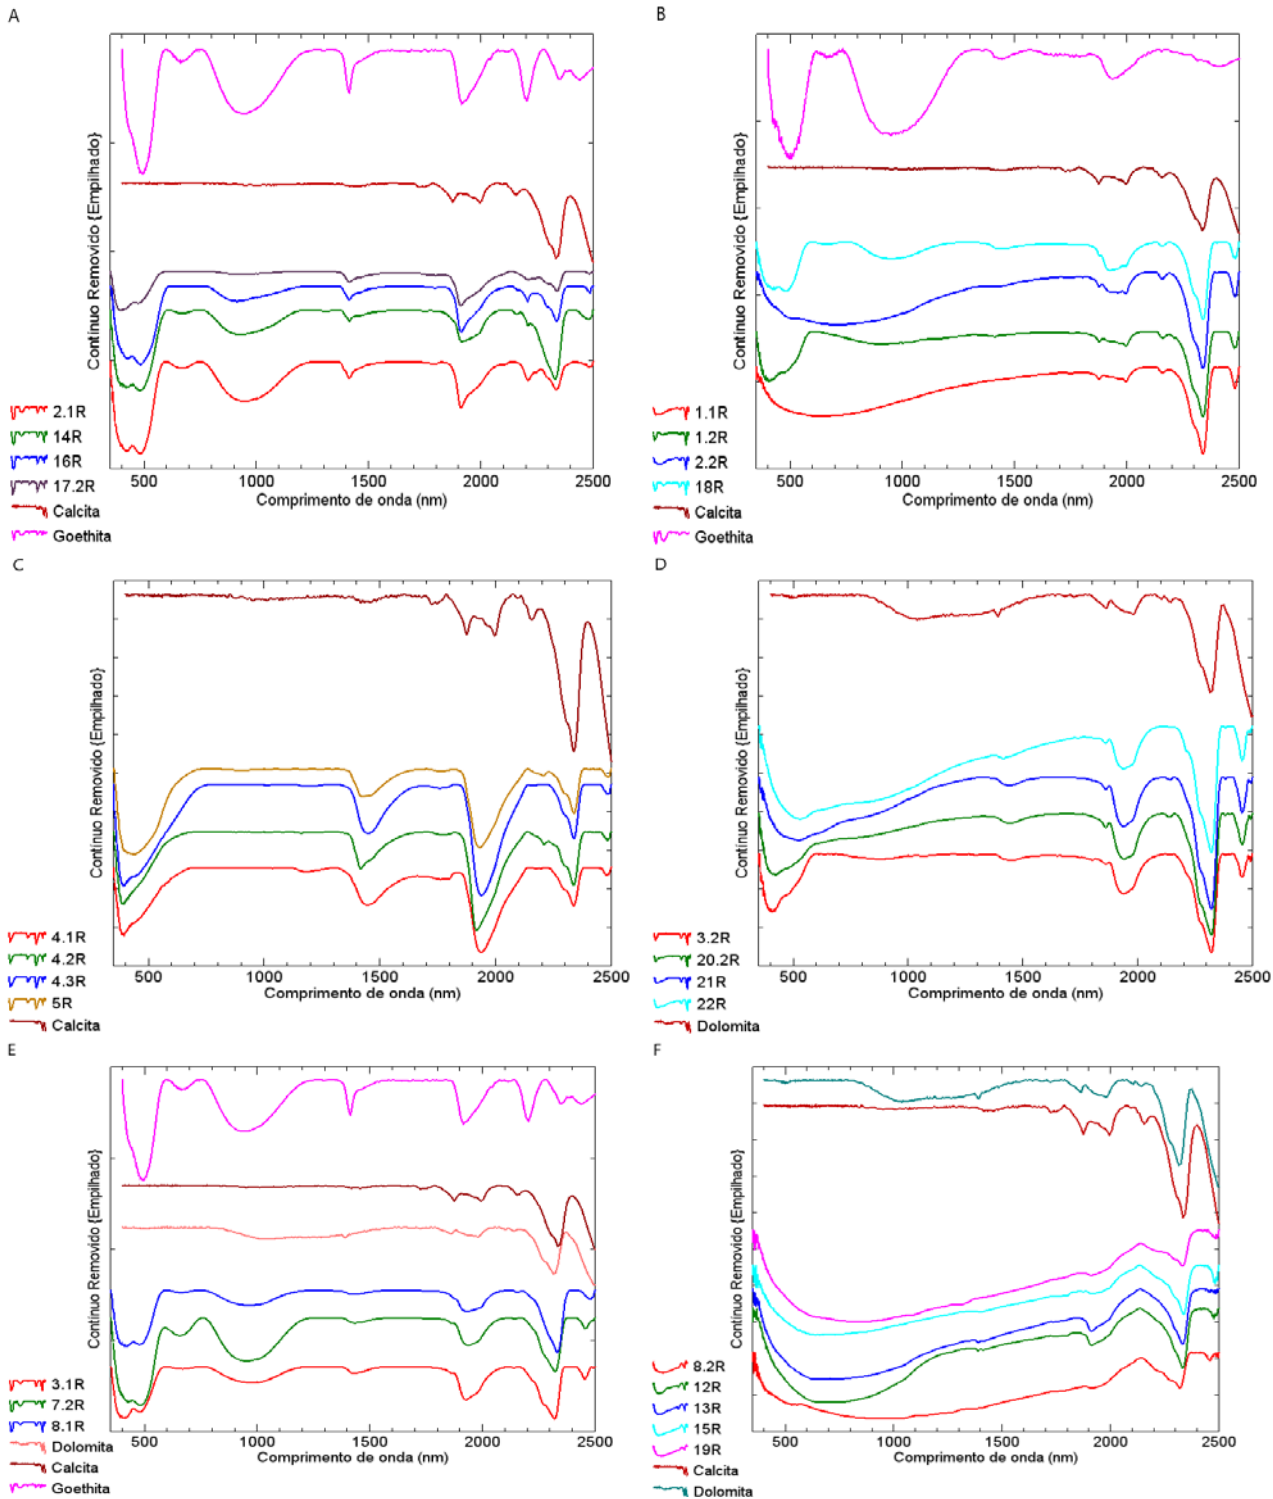 A
Contínuo Removido {Empilhado}
500 1000 1500 2000 2500
Comprimento de onda (nm)
2.1R
14R
16R
17.2R
Calcita
Goethita
B
Contínuo Removido {Empilhado}
500 1000 1500 2000 2500
Comprimento de onda (nm)
1.1R
1.2R
2.2R
18R
Calcita
Goethita
C
Contínuo Removido {Empilhado}
500 1000 1500 2000 2500
Comprimento de onda (nm)
4.1R
4.2R
4.3R
5R
Calcita
D
Contínuo Removido {Empilhado}
500 1000 1500 2000 2500
Comprimento de onda (nm)
3.2R
20.2R
21R
22R
Dolomita
E
Contínuo Removido {Empilhado}
500 1000 1500 2000 2500
Comprimento de onda (nm)
3.1R
7.2R
8.1R
Dolomita
Calcita
Goethita
F
Contínuo Removido {Empilhado}
500 1000 1500 2000 2500
Comprimento de onda (nm)
8.2R
12R
13R
15R
19R
Calcita
Dolomita